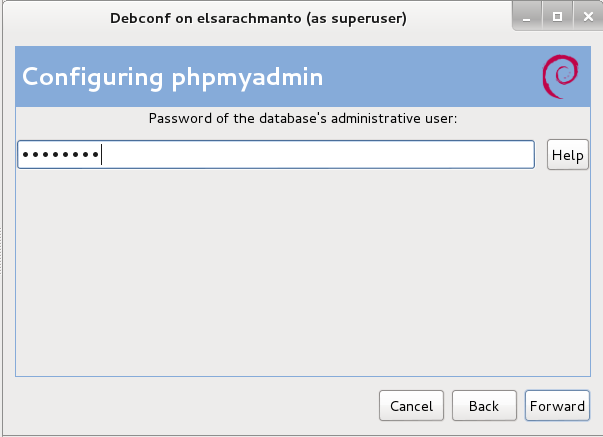 Debconf on elsarachmanto (as superuser)
Configuring phpmyadmin
Password of the database's administrative user:
••••••••
Help
Cancel
Back
Forward